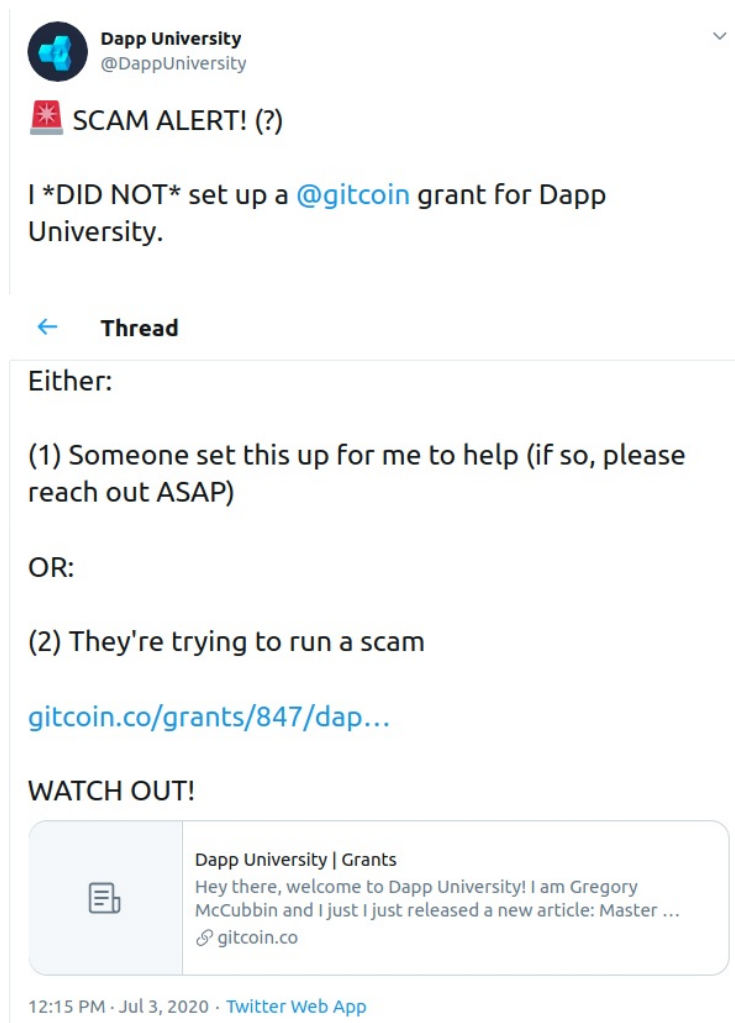 Dapp University
@DappUniversity
SCAM ALERT! (?)
I *DID NOT* set up a @gitcoin grant for Dapp
University.
Thread
Either:
(1) Someone set this up for me to help (if so, please
reach out ASAP)
OR:
(2) They're trying to run a scam
gitcoin.co/grants/847/dap…
WATCH OUT!
Dapp University | Grants
Hey there, welcome to Dapp University! I am Gregory
McCubbin and I just I just released a new article: Master …
gitcoin.co
12:15 PM · Jul 3, 2020 · Twitter Web App